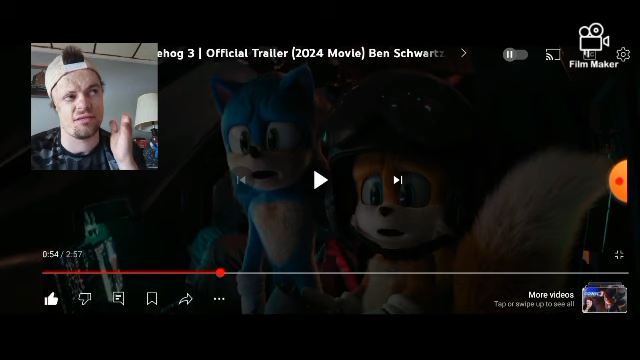 ehog 3 | Official Trailer (2024 Movie) Ben Schwartz
Film Maker
0:54 / 2:57
More videos
Tap or swipe up to see all